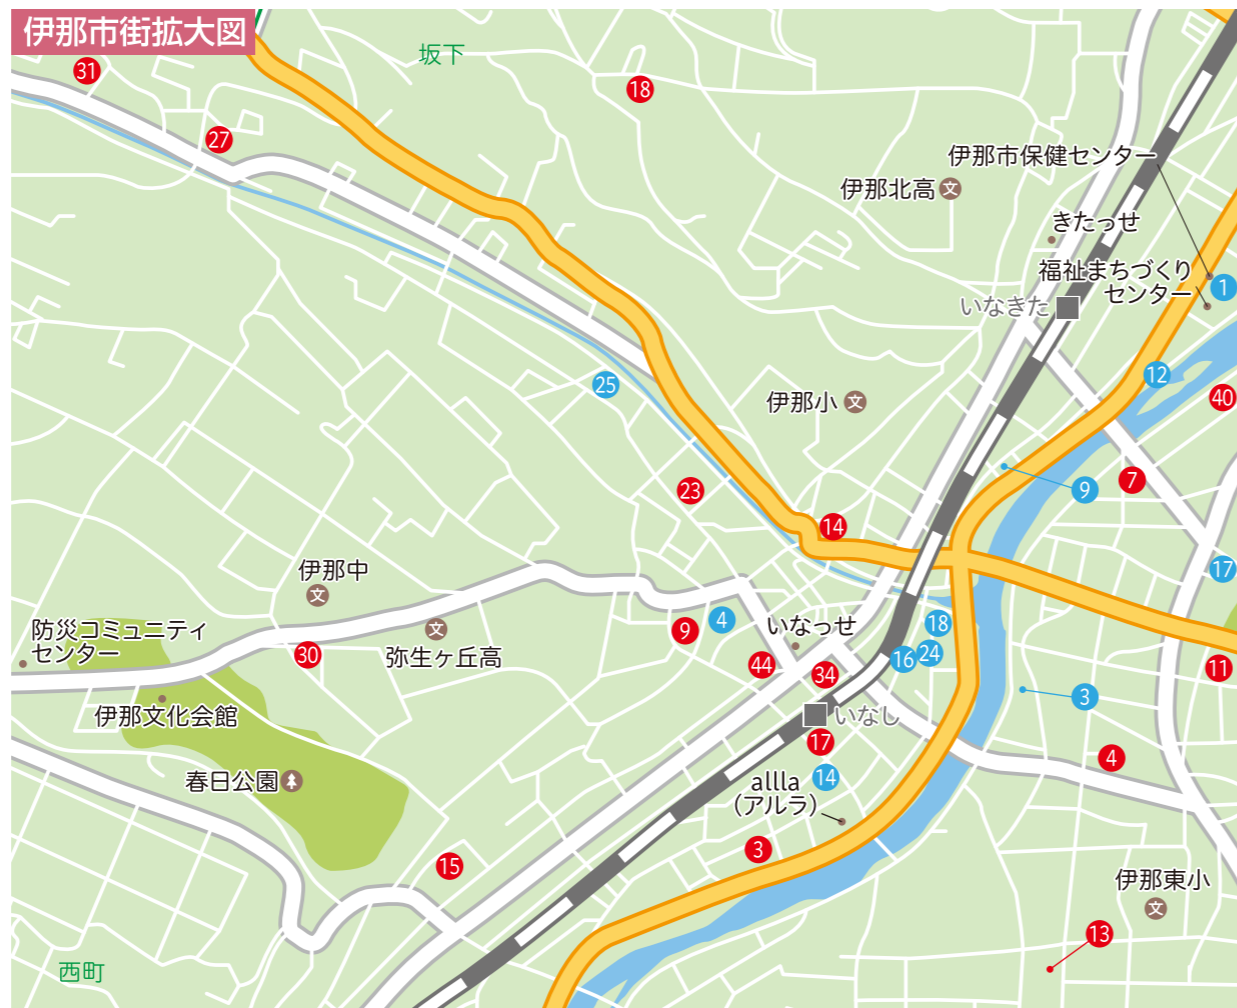 伊那市街拡大図
坂下
31
18
27
伊那市保健センター
伊那北高
文
きたっせ
福祉まちづくり
センター
1
いなきた
12
25
40
伊那小
文
7
9
23
14
17
伊那中
文
4
18
防災コミュニティ
センター
文
9
いなっせ
30
弥生ヶ丘高
44
34
16
24
11
3
伊那文化会館
いなし
17
4
春日公園
14
allla
(アルラ)
3
15
伊那東小
文
13
西町